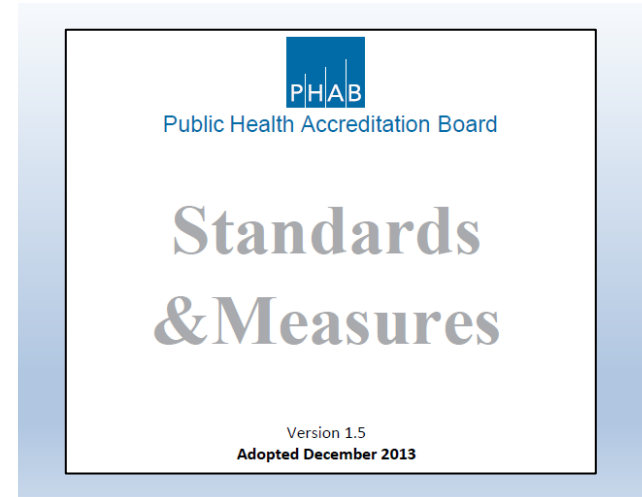 PHAB
Public Health Accreditation Board
Standards
&Measures
Version 1.5
Adopted December 2013